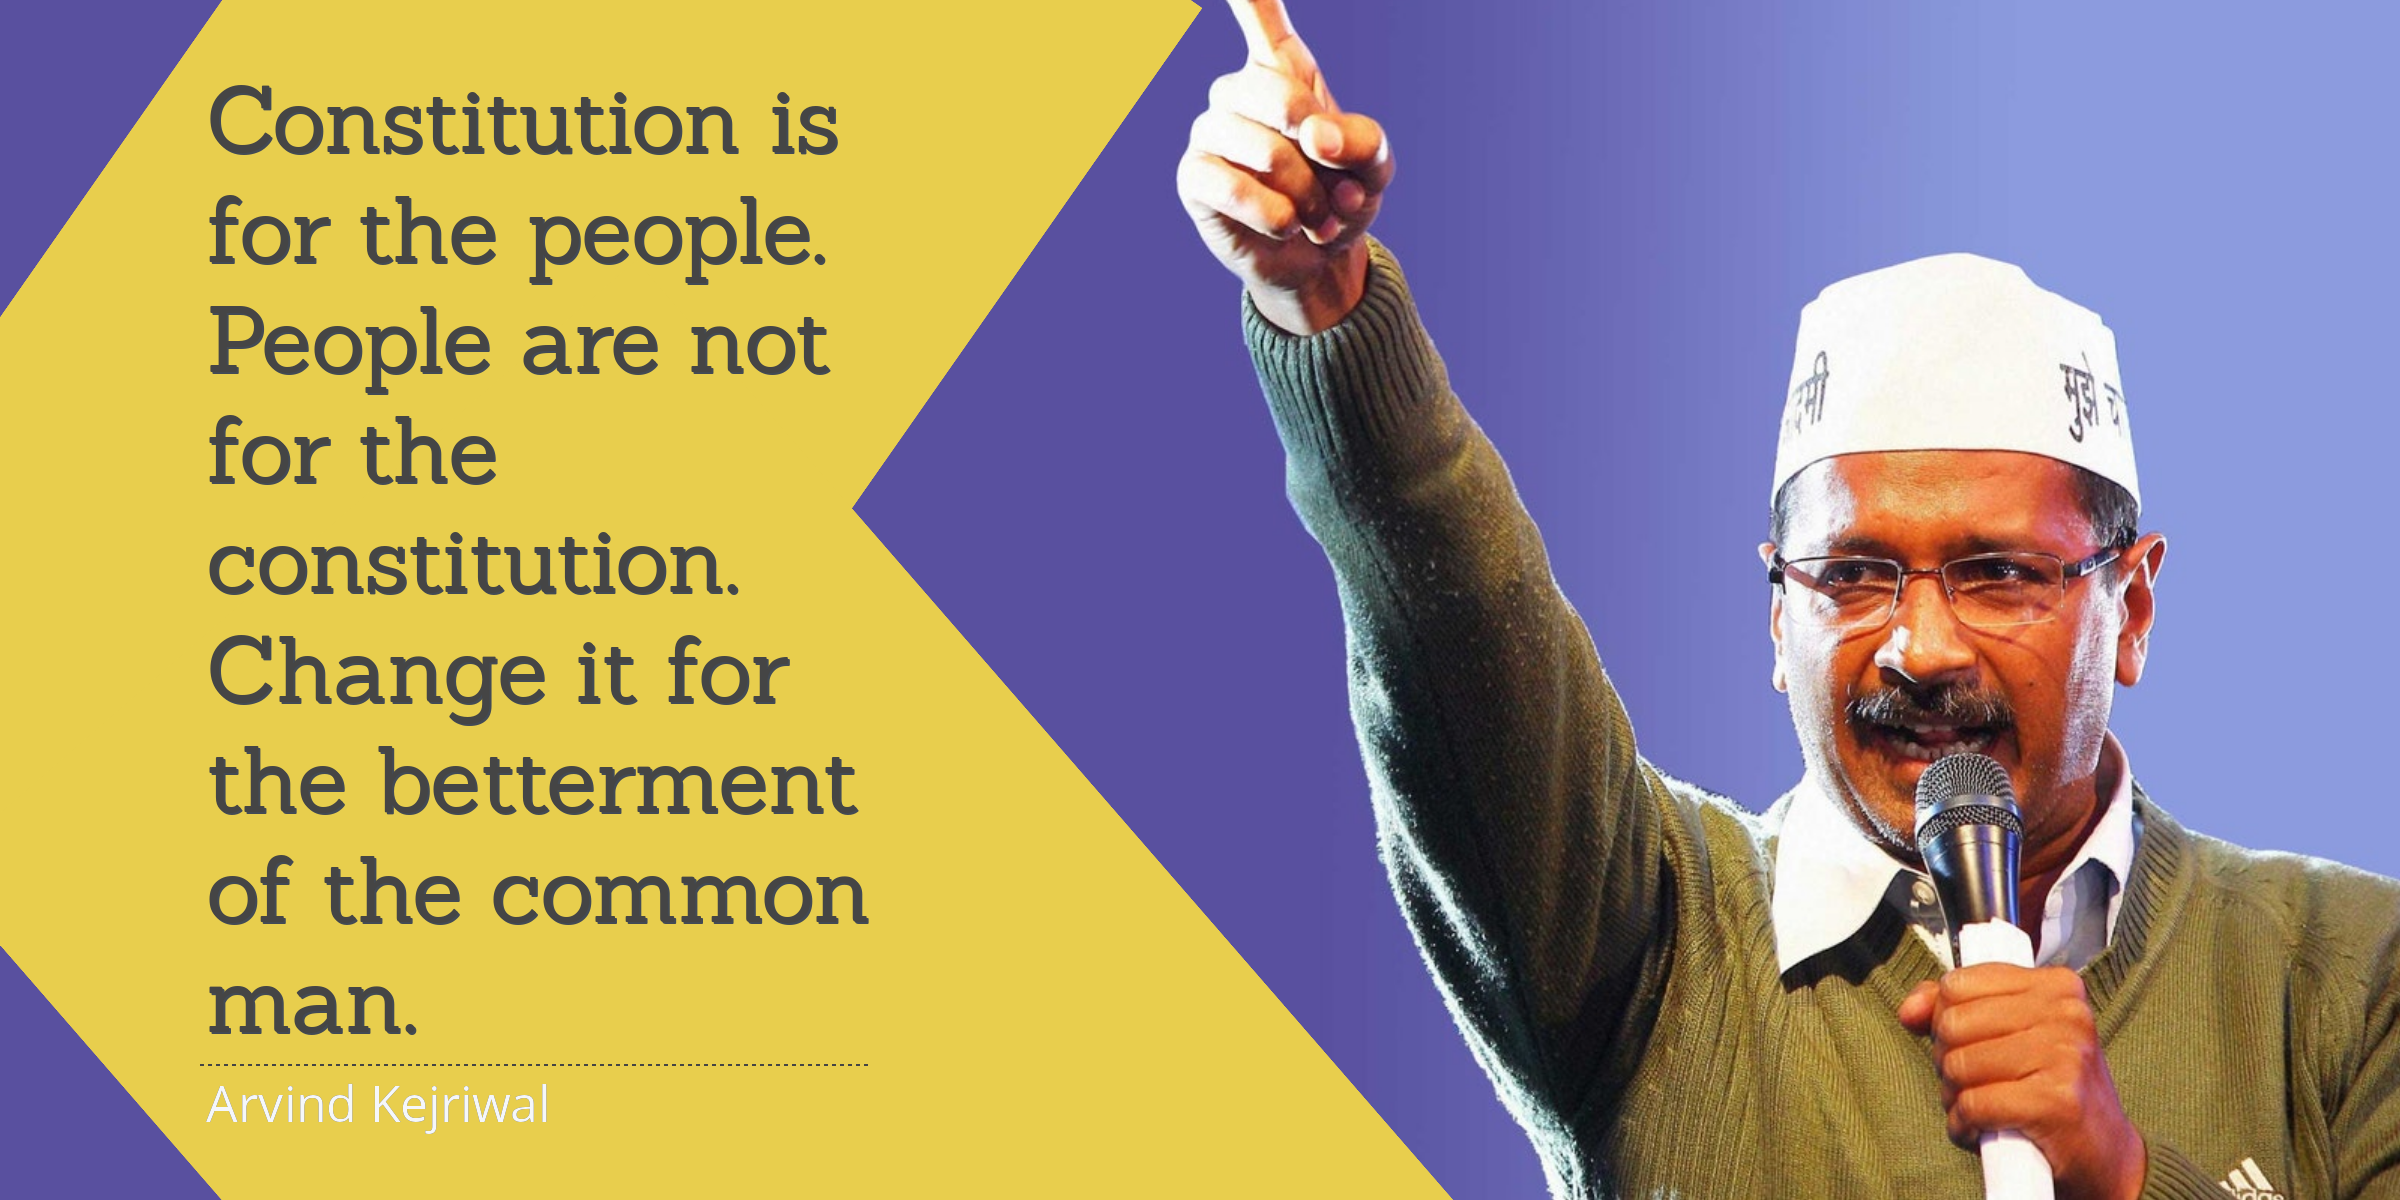 Constitution is
for the people.
People are not
for the
constitution.
Change it for
the betterment
of the common
man.
Arvind Kejriwal
मुझे